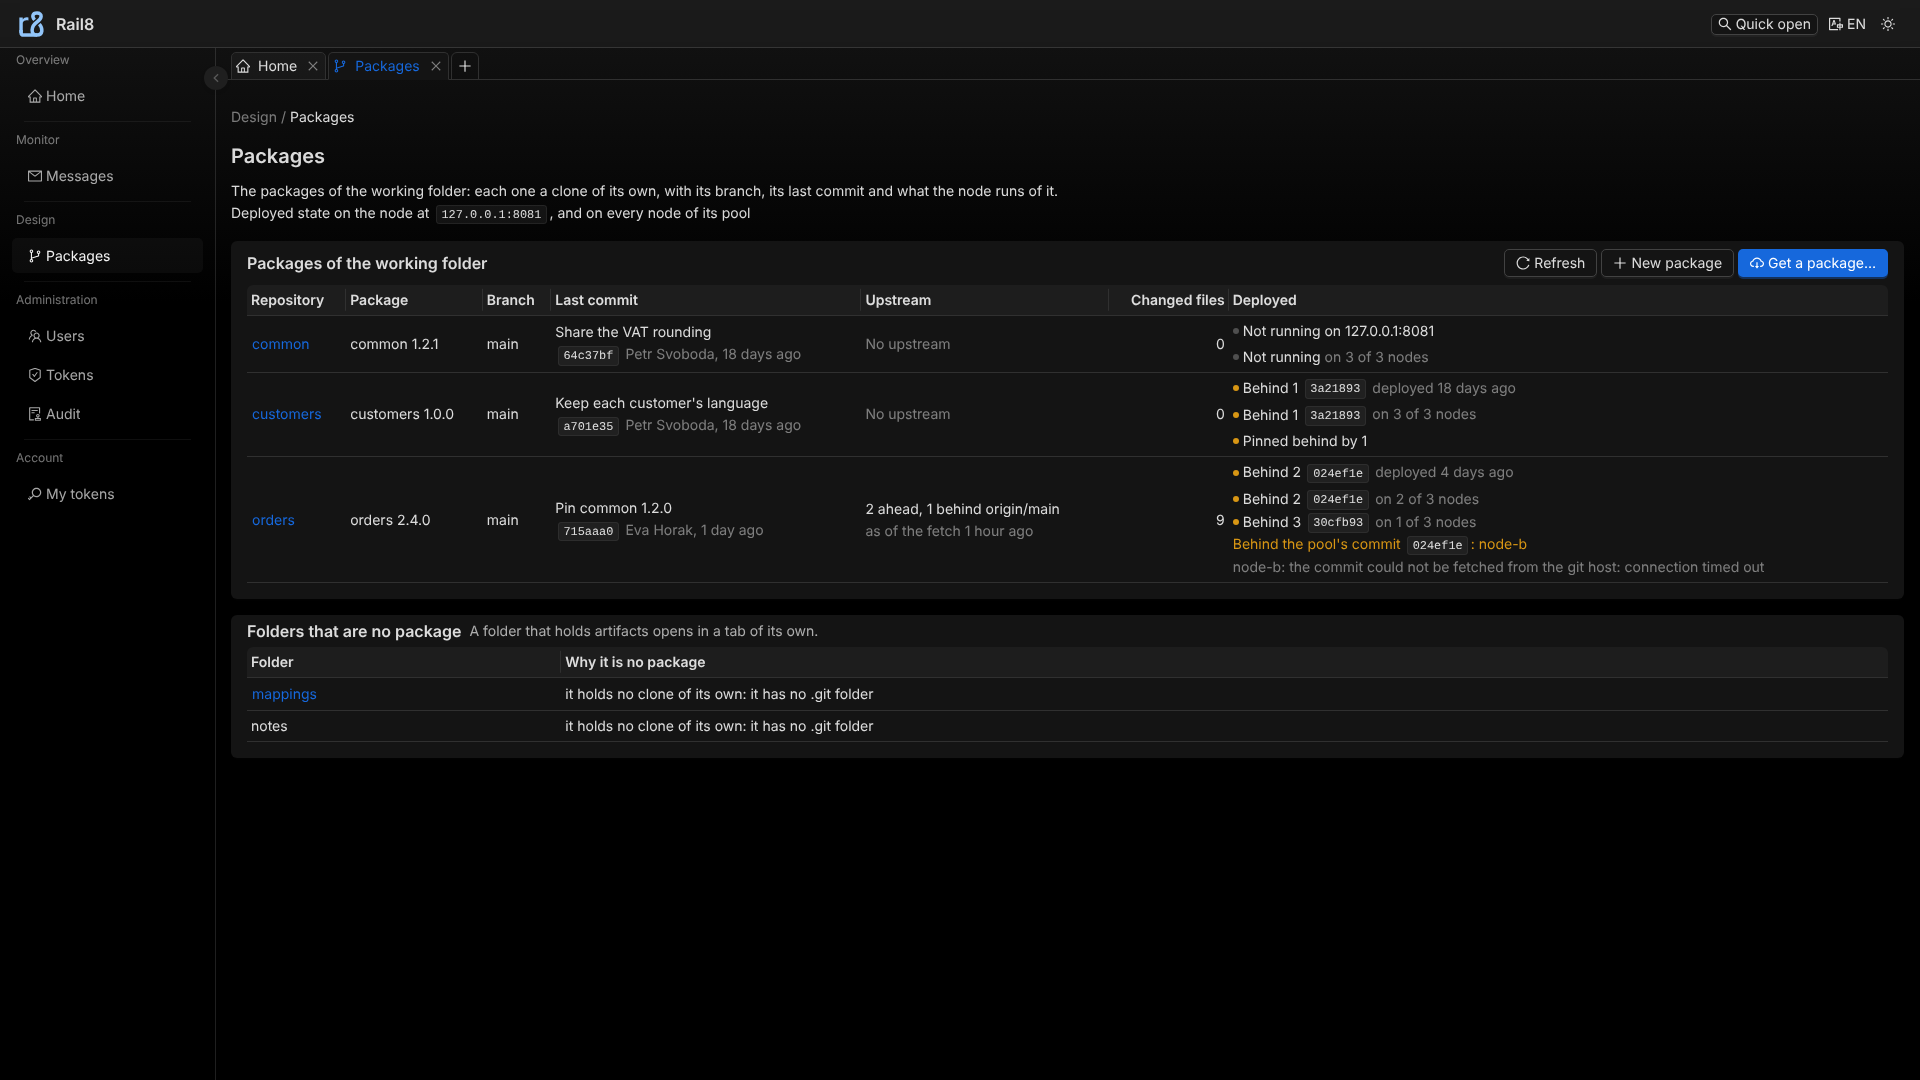 Rail8
Quick open
EN
Overview
Home
Monitor
Messages
Design
Packages
Administration
Users
Tokens
Audit
Account
My tokens
Home
Packages
Design / Packages
Packages
The packages of the working folder: each one a clone of its own, with its branch, its last commit and what the node runs of it.
Deployed state on the node at 127.0.0.1:8081, and on every node of its pool
Packages of the working folder
Refresh
New package
Get a package...
Repository Package Branch Last commit Upstream Changed files Deployed
common common 1.2.1 main Share the VAT rounding No upstream 0 Not running on 127.0.0.1:8081
64c37bf Petr Svoboda, 18 days ago Not running on 3 of 3 nodes
customers customers 1.0.0 main Keep each customer's language No upstream 0 Behind 1 3a21893 deployed 18 days ago
a701e35 Petr Svoboda, 18 days ago Behind 1 3a21893 on 3 of 3 nodes
Pinned behind by 1
orders orders 2.4.0 main Pin common 1.2.0 2 ahead, 1 behind origin/main 9 Behind 2 024ef1e deployed 4 days ago
715aaa0 Eva Horak, 1 day ago as of the fetch 1 hour ago Behind 2 024ef1e on 2 of 3 nodes
Behind 3 30cfb93 on 1 of 3 nodes
Behind the pool's commit 024ef1e: node-b
node-b: the commit could not be fetched from the git host: connection timed out
Folders that are no package A folder that holds artifacts opens in a tab of its own.
Folder Why it is no package
mappings it holds no clone of its own: it has no .git folder
notes it holds no clone of its own: it has no .git folder